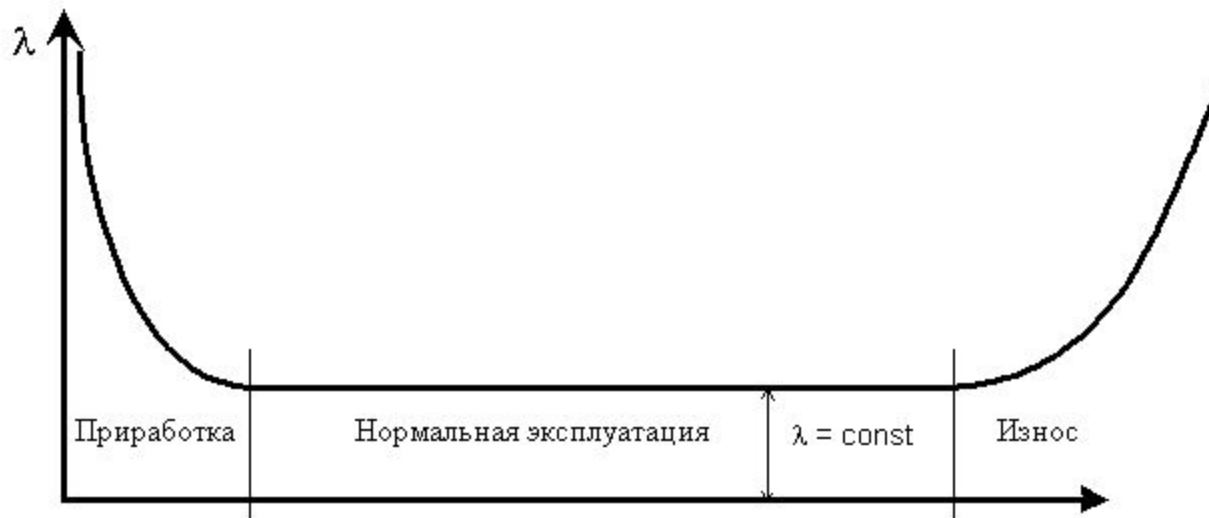 λ
Приработка
Нормальная эксплуатация
λ = const
Износ